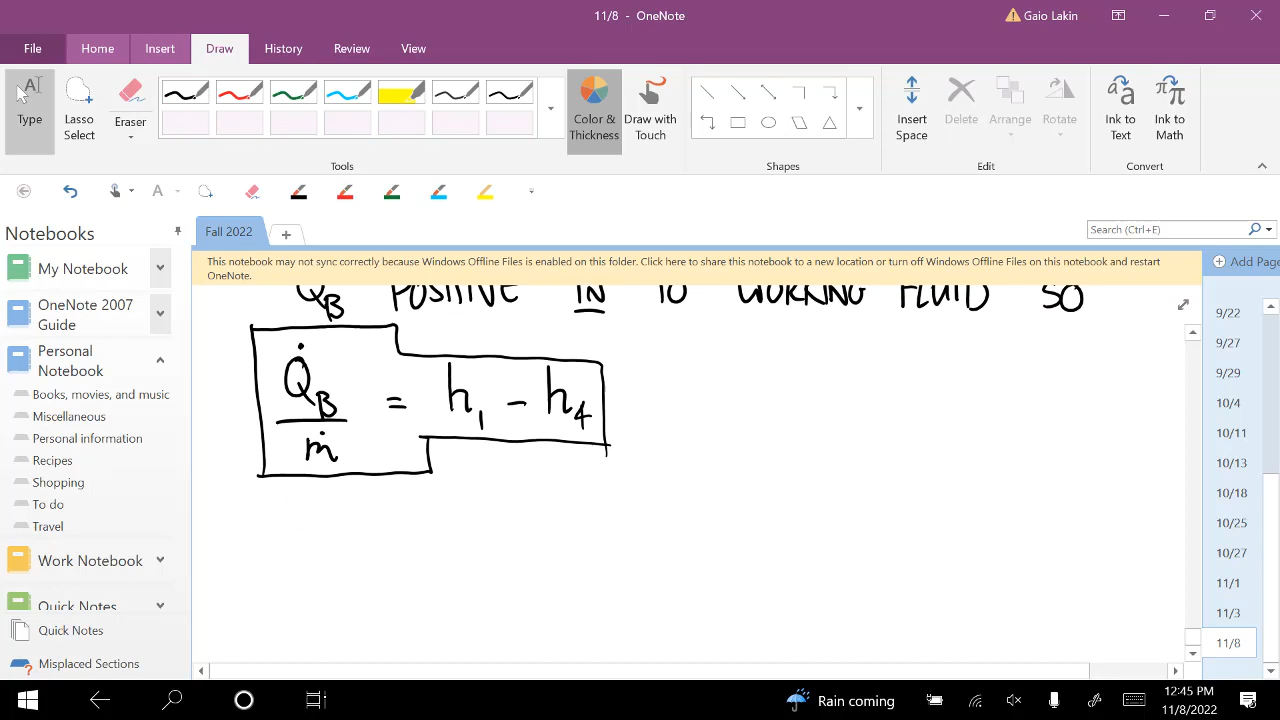 11/8 - OneNote
Gaio Lakin
File
Home
Insert
Draw
History
Review
View
Type
Lasso Select
Eraser
Color & Thickness
Draw with Touch
Insert Space
Delete
Arrange
Rotate
Ink to Text
Ink to Math
Tools
Shapes
Edit
Convert
Notebooks
Fall 2022
Search (Ctrl+E)
My Notebook
OneNote 2007
Guide
Personal
Notebook
Books, movies, and music
Miscellaneous
Personal information
Recipes
Shopping
To do
Travel
Work Notebook
Quick Notes
Quick Notes
Misplaced Sections
This notebook may not sync correctly because Windows Offline Files is enabled on this folder. Click here to share this notebook to a new location or turn off Windows Offline Files on this notebook and restart
OneNote.
Q̇B POSITIVE IN TO WORKING FLUID SO
Q̇B / ṁ = h1 - h4
Add Page
9/22
9/27
9/29
10/4
10/11
10/13
10/18
10/25
10/27
11/1
11/3
11/8
Rain coming
12:45 PM
11/8/2022